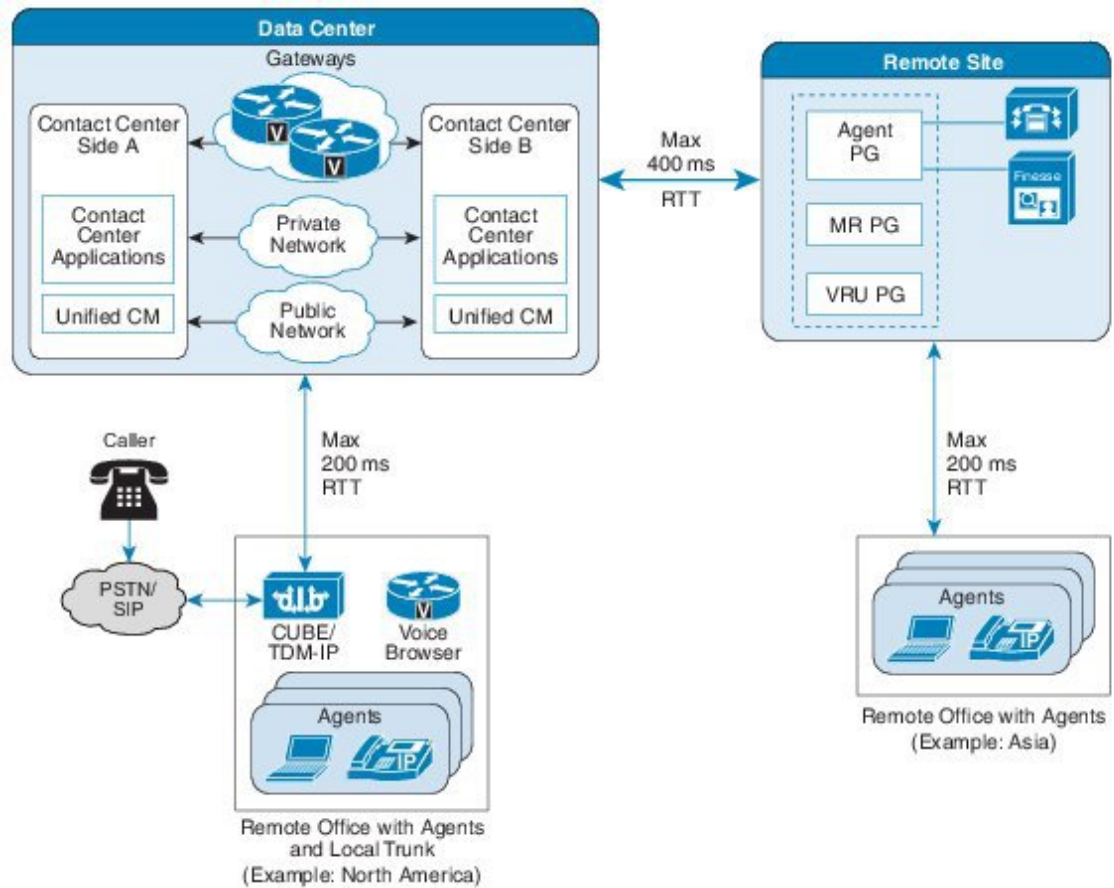 Data Center
Gateways
Contact Center
Side A
Contact Center
Side B
V
V
Contact
Center
Applications
Private
Network
Contact
Center
Applications
Unified CM
Public
Network
Unified CM
Max
400 ms
RTT
Remote Site
Agent
PG
Finesse
MR PG
VRU PG
Caller
Max
200 ms
RTT
Max
200 ms
RTT
PSTN/
SIP
CUBE/
TDM-IP
V
Voice
Browser
Agents
IP
Remote Office with Agents
and Local Trunk
(Example: North America)
Agents
IP
Remote Office with Agents
(Example: Asia)